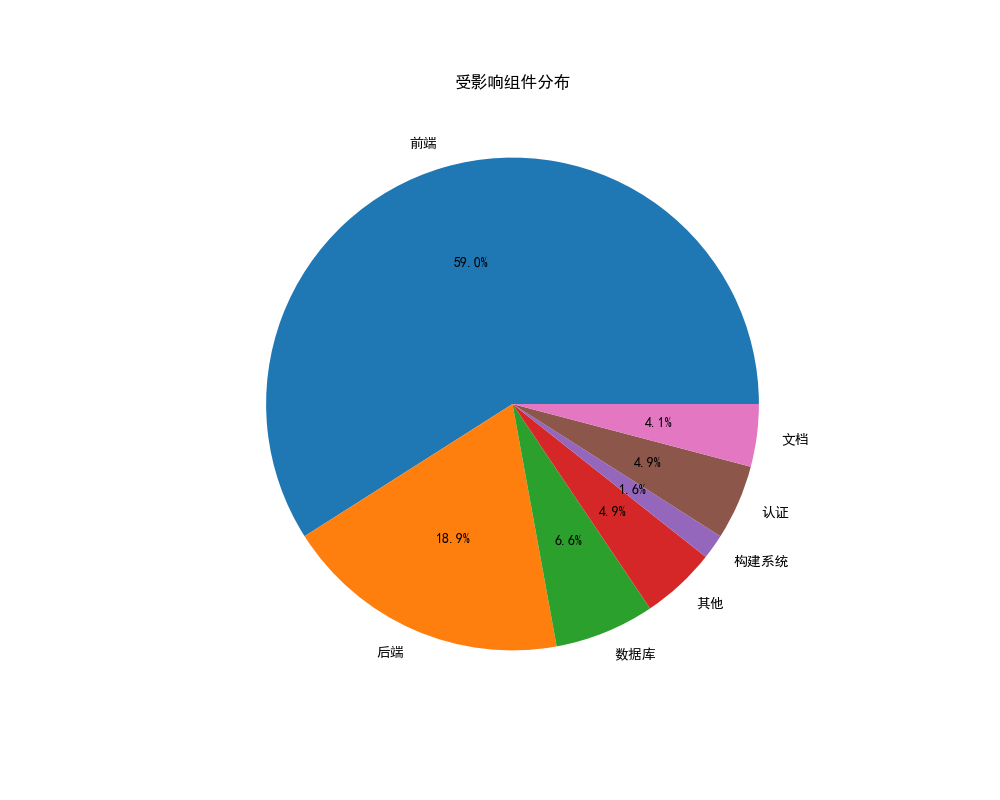 受影响组件分布
前端
59.0%
4.1%
文档
4.9%
认证
1.6%
构建系统
4.9%
其他
18.9%
后端
6.6%
数据库